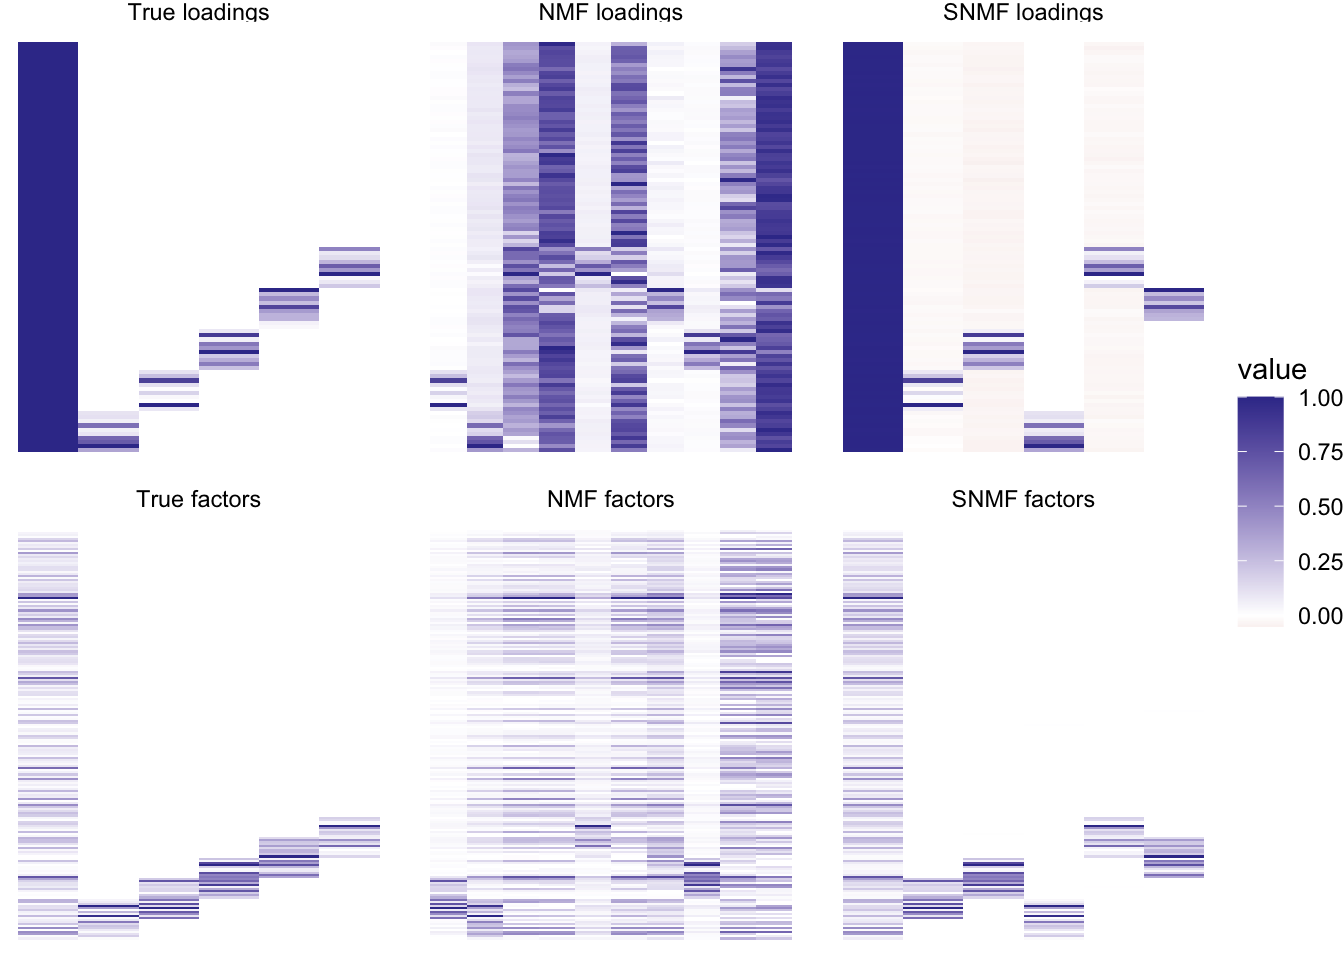 True loadings
NMF loadings
SNMF loadings
value
1.00
0.75
0.50
0.25
0.00
True factors
NMF factors
SNMF factors